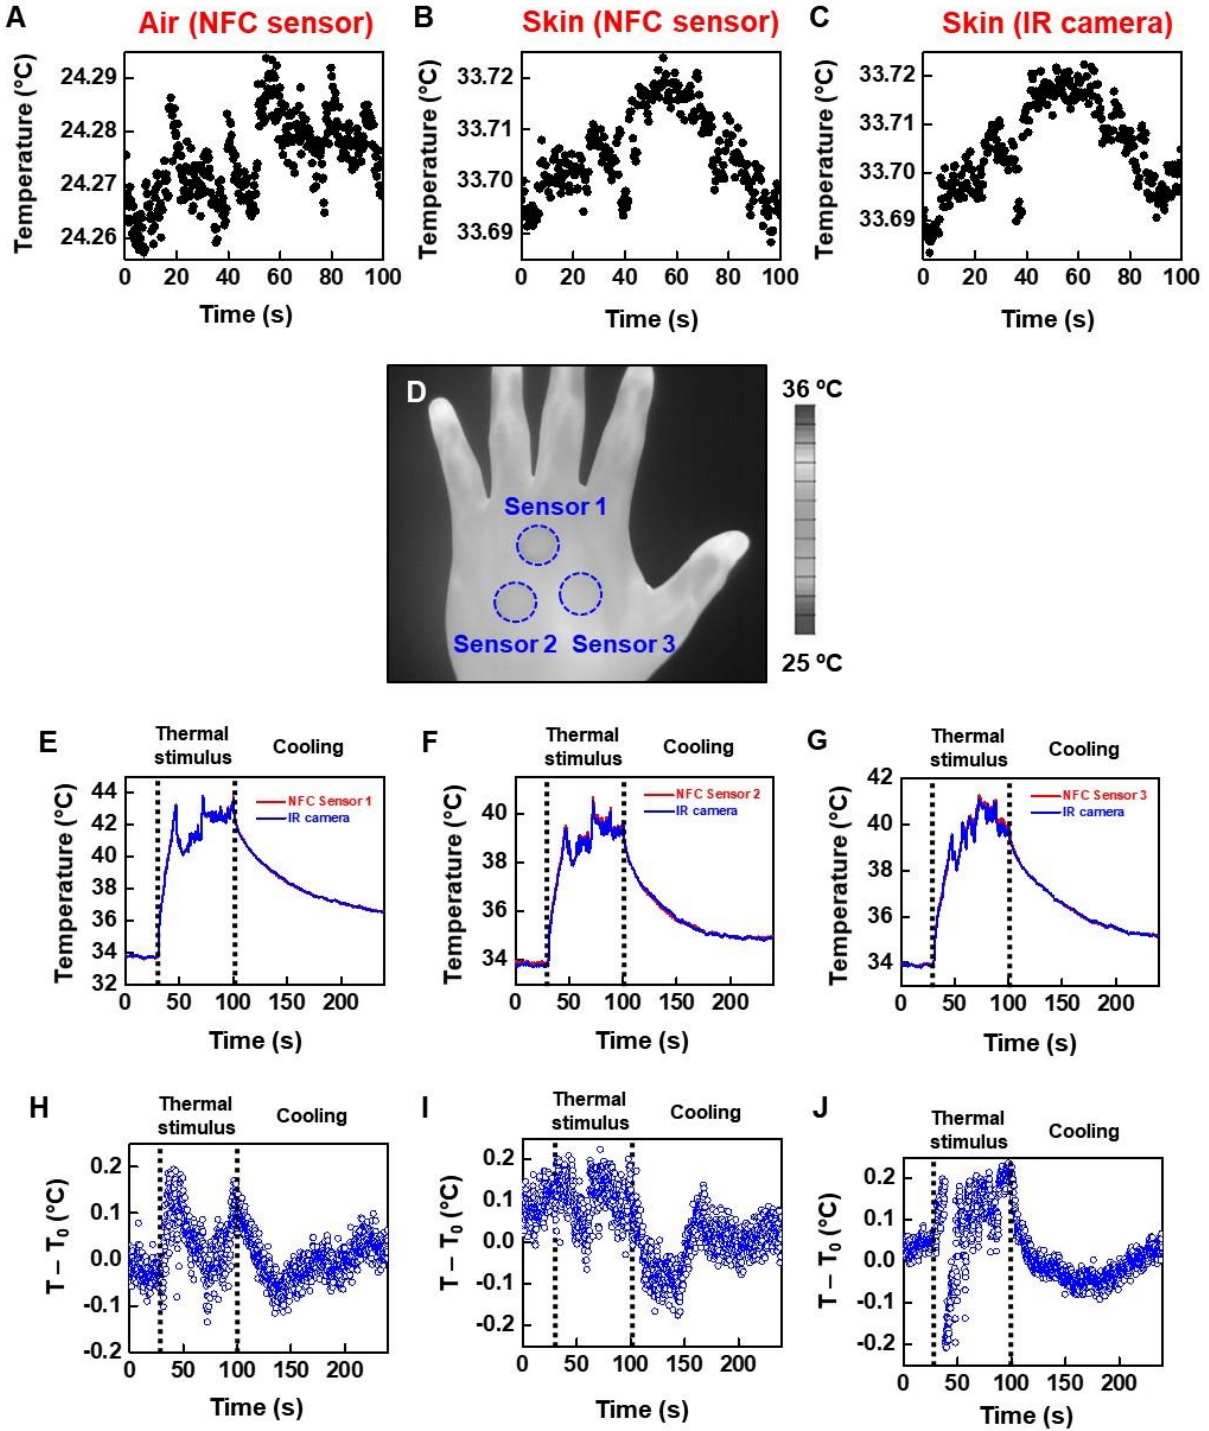 A
Air (NFC sensor)
Temperature (°C)
24.29
24.28
24.27
24.26
0 20 40 60 80 100
Time (s)
B
Skin (NFC sensor)
Temperature (°C)
33.72
33.71
33.70
33.69
0 20 40 60 80 100
Time (s)
C
Skin (IR camera)
Temperature (°C)
33.72
33.71
33.70
33.69
0 20 40 60 80 100
Time (s)
D
Sensor 1
Sensor 2 Sensor 3
36 ºC
25 ºC
E
Thermal
stimulus
Cooling
Temperature (°C)
44
42
40
38
36
34
32
NFC Sensor 1
IR camera
0 50 100 150 200
Time (s)
F
Thermal
stimulus
Cooling
Temperature (°C)
40
38
36
34
NFC Sensor 2
IR camera
0 50 100 150 200
Time (s)
G
Thermal
stimulus
Cooling
Temperature (°C)
42
40
38
36
34
NFC Sensor 3
IR camera
0 50 100 150 200
Time (s)
H
Thermal
stimulus
Cooling
T – T0 (°C)
0.2
0.1
0.0
-0.1
-0.2
0 50 100 150 200
Time (s)
I
Thermal
stimulus
Cooling
T – T0 (°C)
0.2
0.1
0.0
-0.1
-0.2
0 50 100 150 200
Time (s)
J
Thermal
stimulus
Cooling
T – T0 (°C)
0.2
0.1
0.0
-0.1
-0.2
0 50 100 150 200
Time (s)